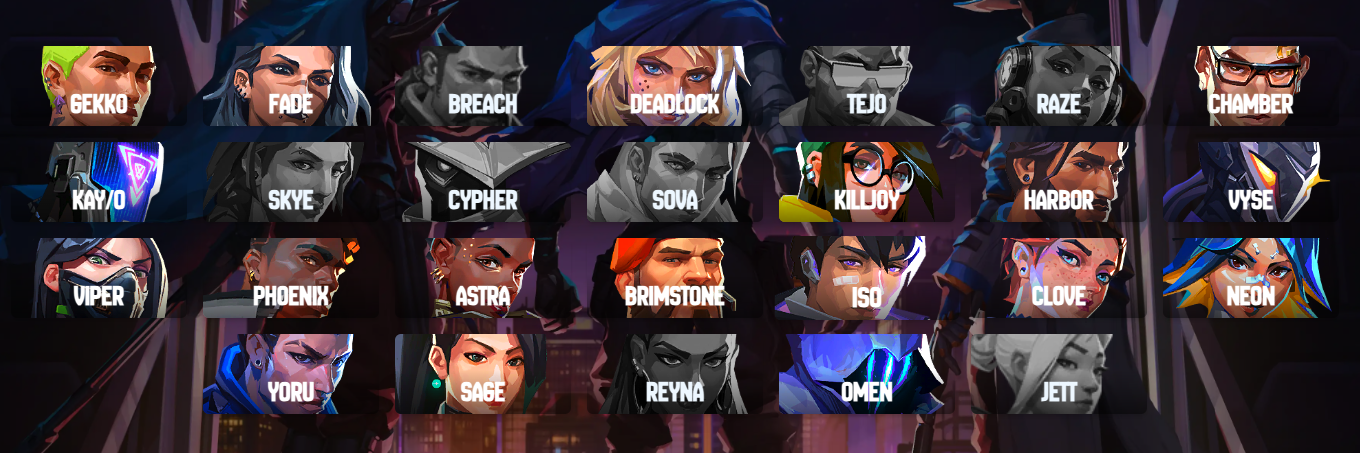 GEKKO FADE BREACH DEADLOCK TEJO RAZE CHAMBER
KAY/O SKYE CYPHER SOVA KILLJOY HARBOR VYSE
VIPER PHOENIX ASTRA BRIMSTONE ISO CLOVE NEON
YORU SAGE REYNA OMEN JETT